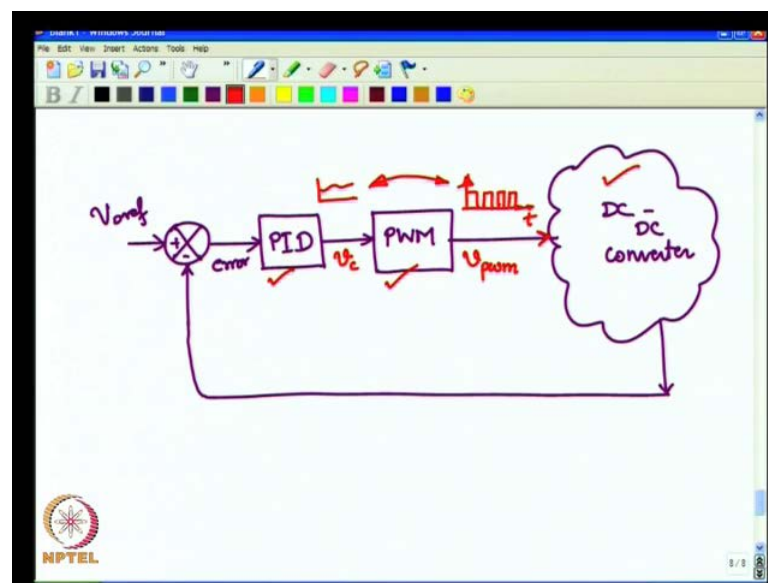 Blank1 - Windows Journal
File Edit View Insert Actions Tools Help
B I
Voref
+
-
error
PID
vc
PWM
vpwm
t
DC -
DC
converter
NPTEL
8/8